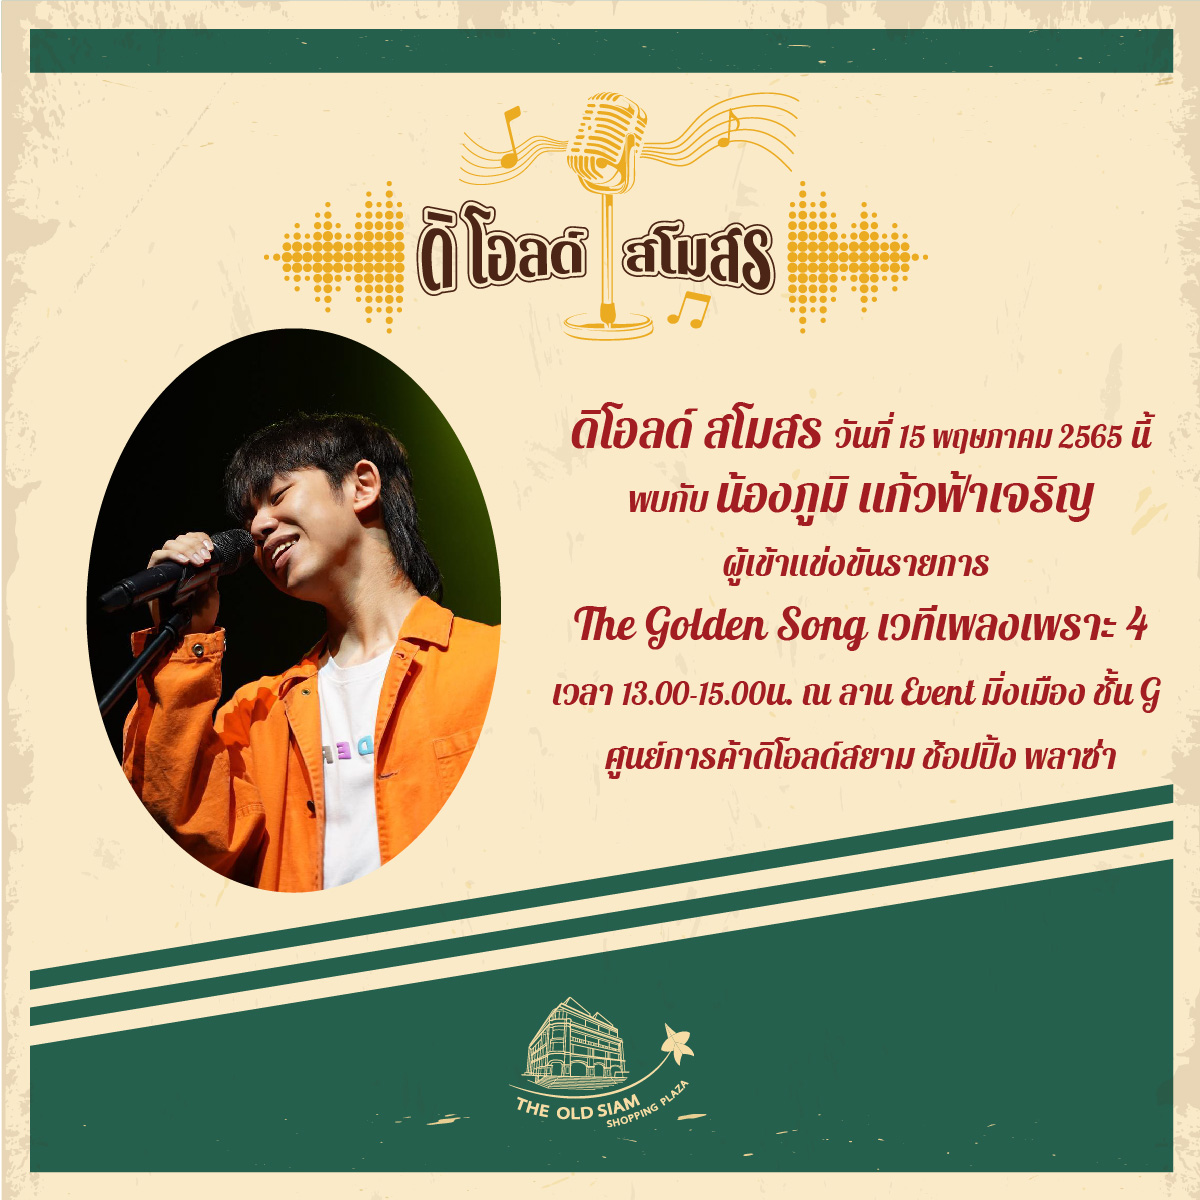 ดิ โอลด์ สโมสร
ดิโอลด์ สโมสร วันที่ 15 พฤษภาคม 2565 นี้
พบกับ น้องภูมิ แก้วฟ้าเจริญ
ผู้เข้าแข่งขันรายการ
The Golden Song เวทีเพลงเพราะ 4
เวลา 13.00-15.00น. ณ ลาน Event มิ่งเมือง ชั้น G
ศูนย์การค้าดิโอลด์สยาม ช้อปปิ้ง พลาซ่า
THE OLD SIAM
SHOPPING PLAZA